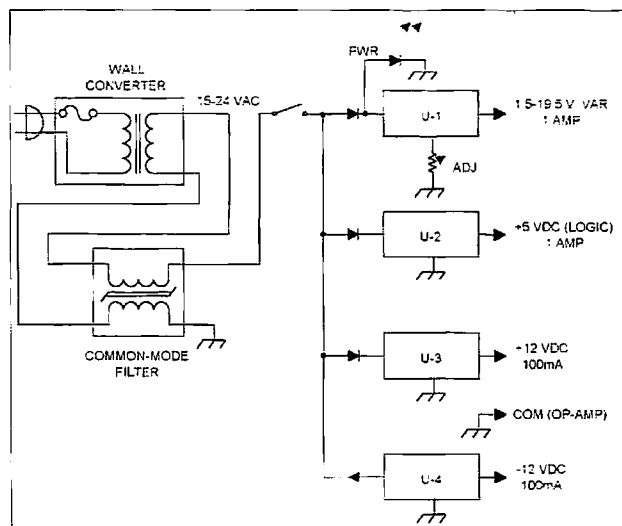 WALL
CONVERTER
15-24 VAC
PWR
U-1
1.5-19.5 V VAR
1 AMP
ADJ
U-2
+5 VDC (LOGIC)
1 AMP
COMMON-MODE
FILTER
U-3
+12 VDC
100mA
COM (OP-AMP)
U-4
-12 VDC
100mA